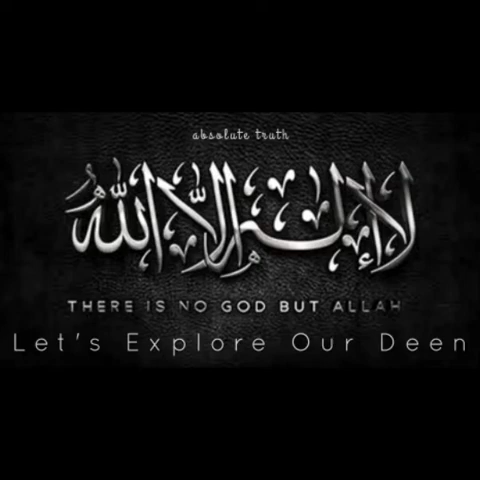 absolute truth
لا إله إلا الله
THERE IS NO GOD BUT ALLAH
Let's Explore Our Deen